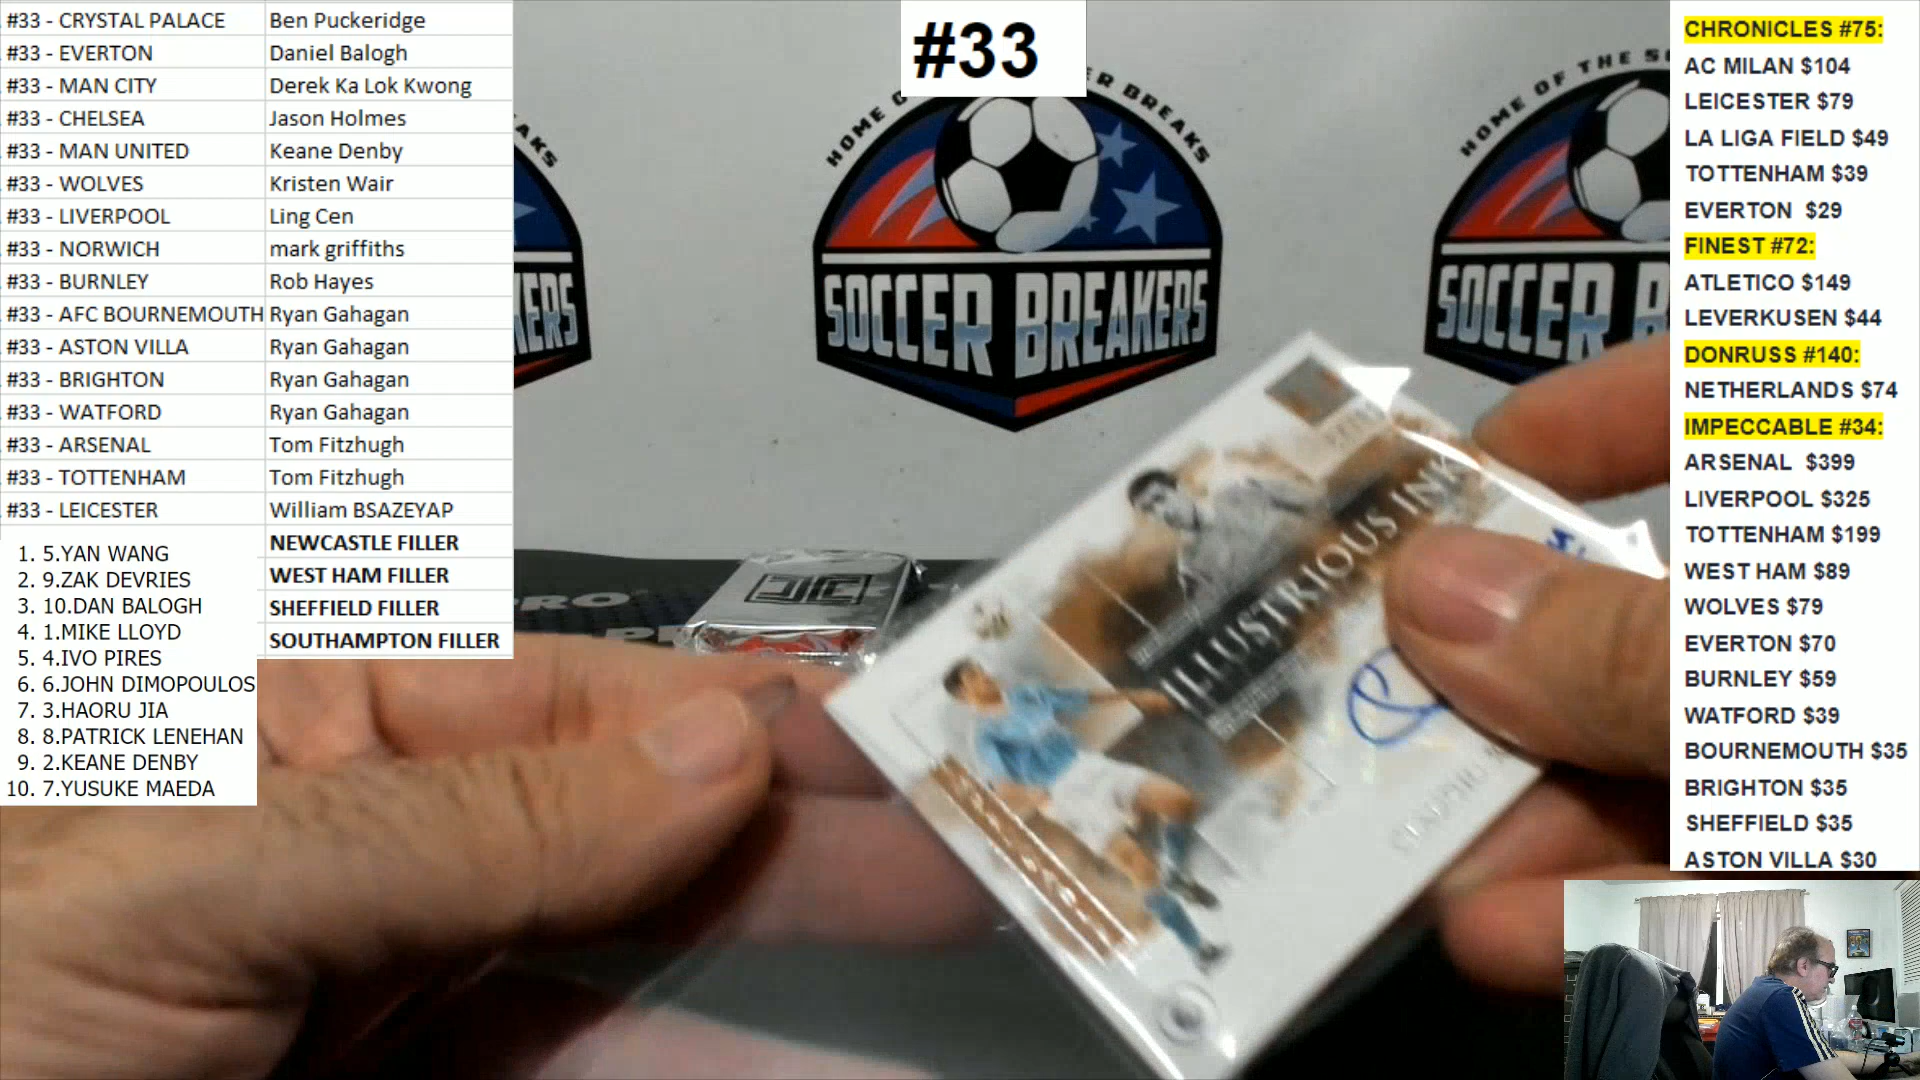 #33 - CRYSTAL PALACE Ben Puckeridge
#33 - EVERTON Daniel Balogh
#33 - MAN CITY Derek Ka Lok Kwong
#33 - CHELSEA Jason Holmes
#33 - MAN UNITED Keane Denby
#33 - WOLVES Kristen Wair
#33 - LIVERPOOL Ling Cen
#33 - NORWICH mark griffiths
#33 - BURNLEY Rob Hayes
#33 - AFC BOURNEMOUTH Ryan Gahagan
#33 - ASTON VILLA Ryan Gahagan
#33 - BRIGHTON Ryan Gahagan
#33 - WATFORD Ryan Gahagan
#33 - ARSENAL Tom Fitzhugh
#33 - TOTTENHAM Tom Fitzhugh
#33 - LEICESTER William BSAZEYAP
NEWCASTLE FILLER
WEST HAM FILLER
SHEFFIELD FILLER
SOUTHAMPTON FILLER
1. 5.YAN WANG
2. 9.ZAK DEVRIES
3. 10.DAN BALOGH
4. 1.MIKE LLOYD
5. 4.IVO PIRES
6. 6.JOHN DIMOPOULOS
7. 3.HAORU JIA
8. 8.PATRICK LENEHAN
9. 2.KEANE DENBY
10. 7.YUSUKE MAEDA
#33
AKS
KERS
HOME O ER BREAKS
SOCCER BREAKERS
HOME OF THE S
SOCCER B
PRO
ILLUSTRIOUS INK
CHRONICLES #75:
AC MILAN $104
LEICESTER $79
LA LIGA FIELD $49
TOTTENHAM $39
EVERTON $29
FINEST #72:
ATLETICO $149
LEVERKUSEN $44
DONRUSS #140:
NETHERLANDS $74
IMPECCABLE #34:
ARSENAL $399
LIVERPOOL $325
TOTTENHAM $199
WEST HAM $89
WOLVES $79
EVERTON $70
BURNLEY $59
WATFORD $39
BOURNEMOUTH $35
BRIGHTON $35
SHEFFIELD $35
ASTON VILLA $30